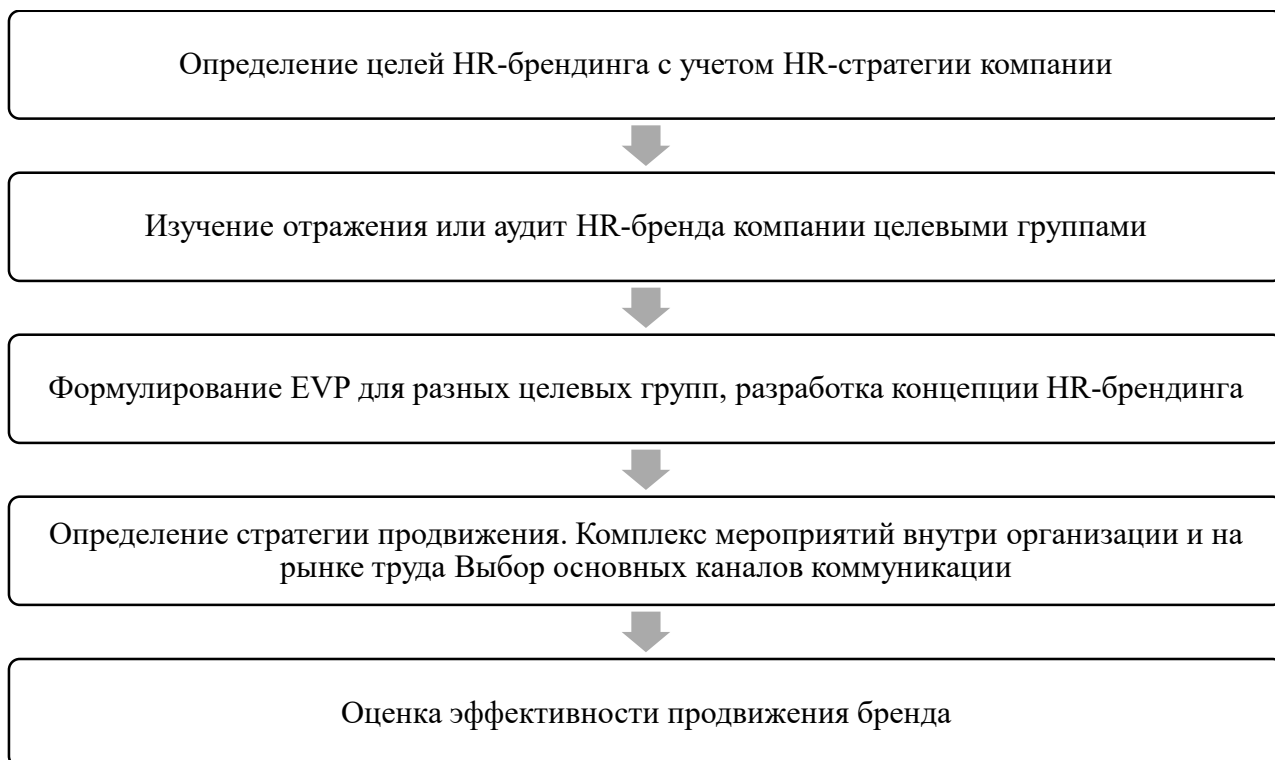 Определение целей HR-брендинга с учетом HR-стратегии компании
Изучение отражения или аудит HR-бренда компании целевыми группами
Формулирование EVP для разных целевых групп, разработка концепции HR-брендинга
Определение стратегии продвижения. Комплекс мероприятий внутри организации и на
рынке труда Выбор основных каналов коммуникации
Оценка эффективности продвижения бренда